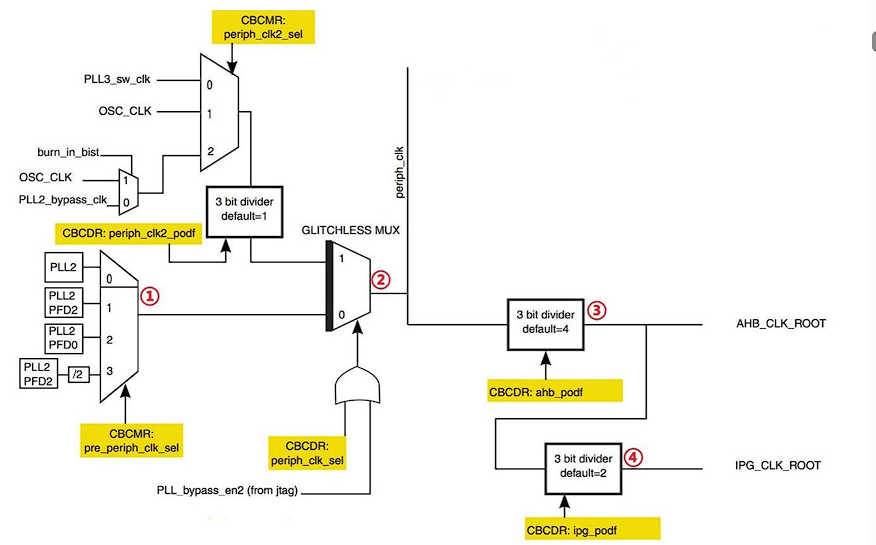 CBCMR:
periph_clk2_sel
PLL3_sw_clk
0
OSC_CLK
1
burn_in_bist
2
OSC_CLK
1
PLL2_bypass_clk
0
3 bit divider
default=1
periph_clk
CBCDR: periph_clk2_podf
GLITCHLESS MUX
1
PLL2
0
①
②
PLL2
PFD2
1
0
PLL2
PFD0
2
PLL2
PFD2
/2
3
3 bit divider
default=4
③
AHB_CLK_ROOT
CBCDR: ahb_podf
CBCMR:
pre_periph_clk_sel
CBCDR:
periph_clk_sel
3 bit divider
default=2
④
IPG_CLK_ROOT
PLL_bypass_en2 (from jtag)
CBCDR: ipg_podf